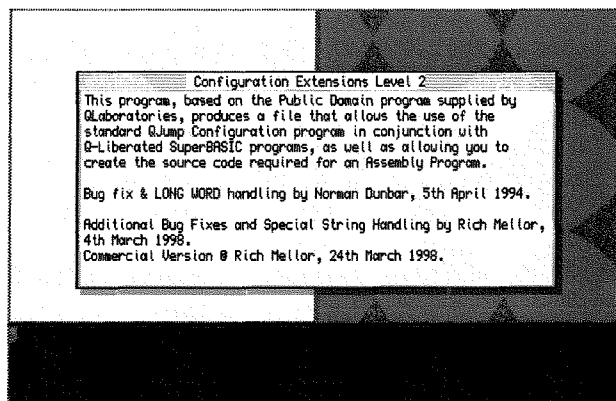 Configuration Extensions Level 2
This program, based on the Public Domain program supplied by
QLaboratories, produces a file that allows the use of the
standard QJump Configuration program in conjunction with
Q-Liberated SuperBASIC programs, as well as allowing you to
create the source code required for an Assembly Program.
Bug fix & LONG WORD handling by Norman Dunbar, 5th April 1994.
Additional Bug Fixes and Special String Handling by Rich Mellor,
4th March 1998.
Commercial Version @ Rich Mellor, 24th March 1998.